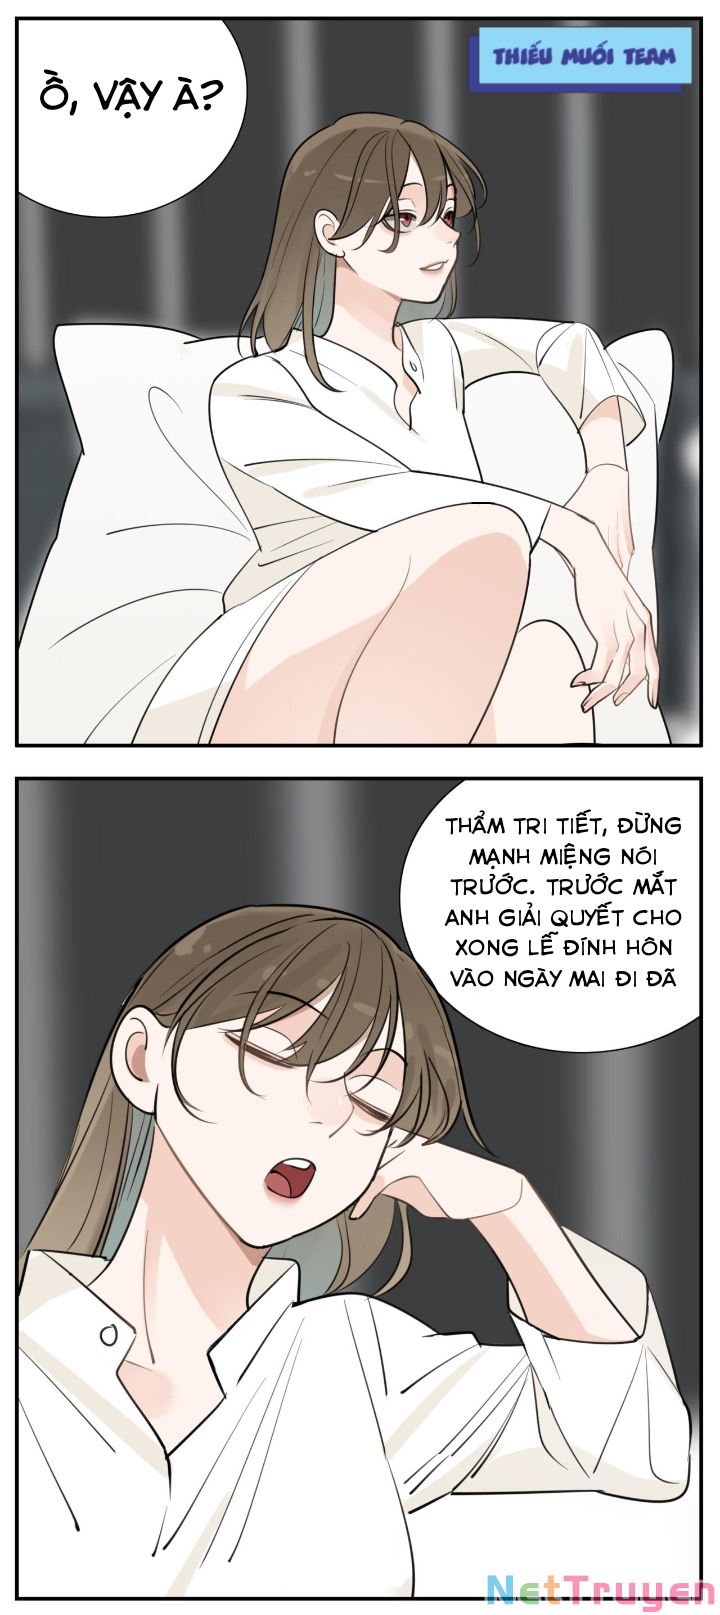 THIẾU MUỐI TEAM
Ồ, VẬY À?
THẨM TRI TIẾT, ĐỪNG
MẠNH MIỆNG NÓI
TRƯỚC. TRƯỚC MẮT
ANH GIẢI QUYẾT CHO
XONG LỄ ĐÍNH HÔN
VÀO NGÀY MAI ĐI ĐÃ
NetTruyen